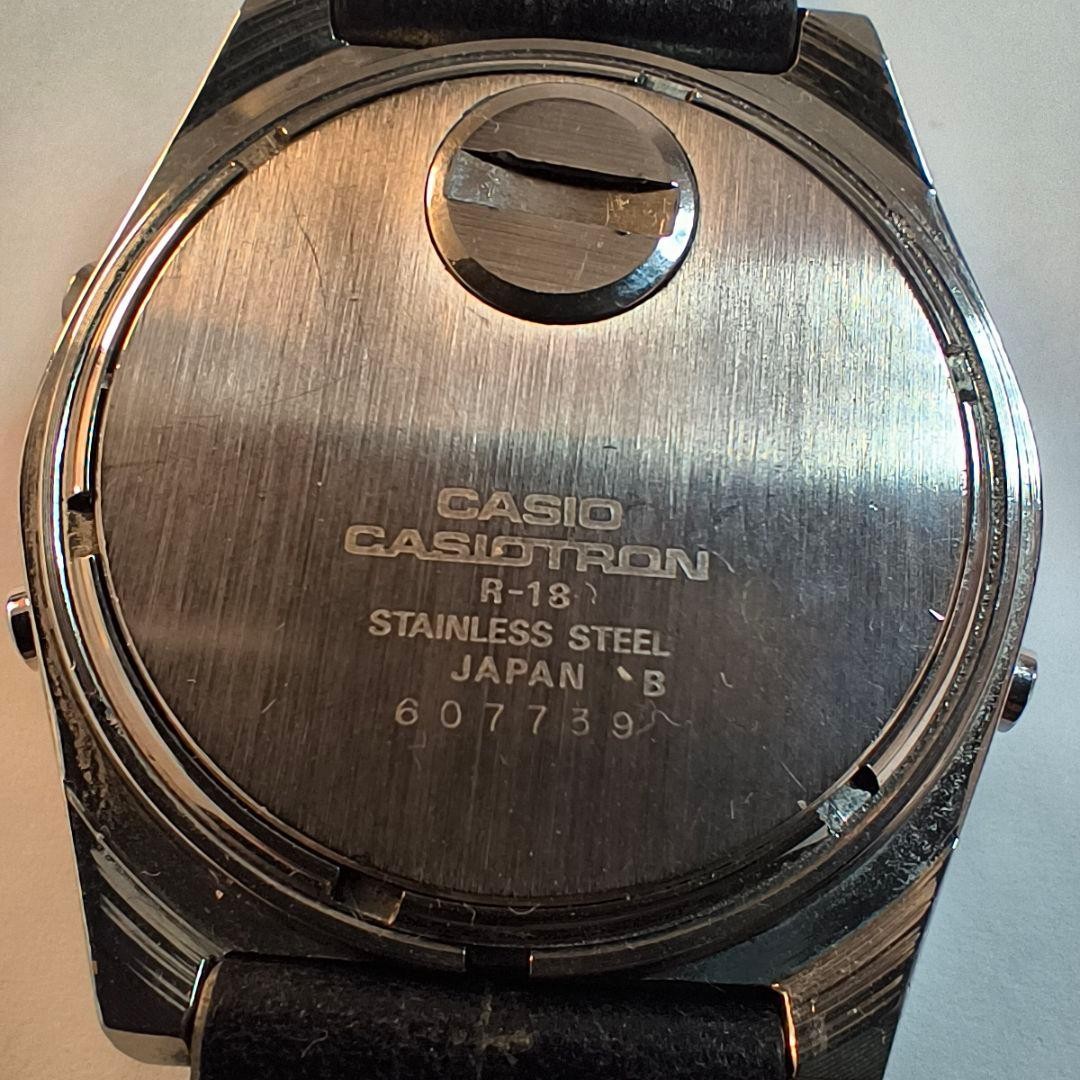 CASIO
CASIOTRON
R-18
STAINLESS STEEL
JAPAN B
607739